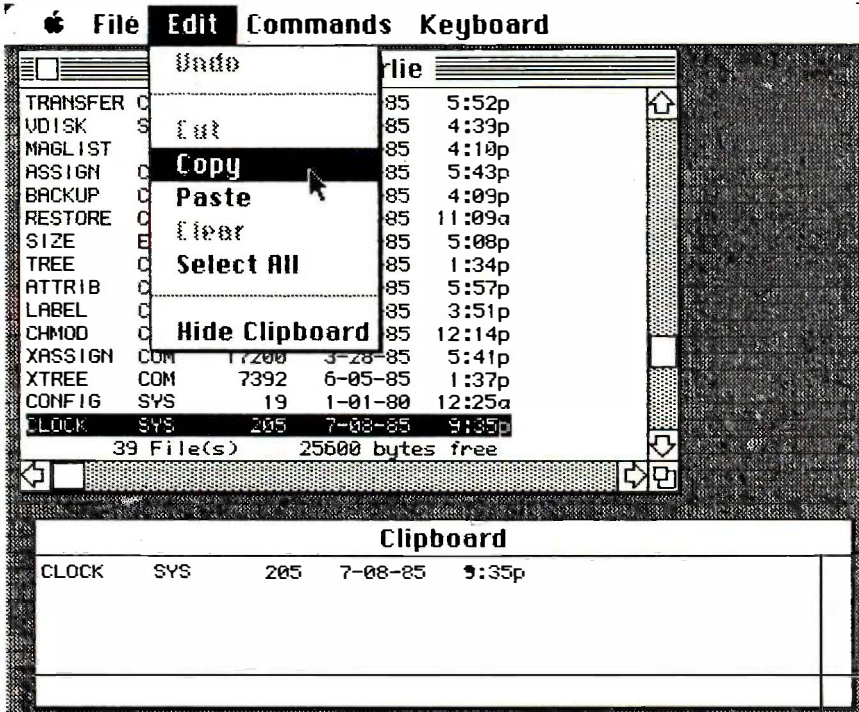 File Edit Commands Keyboard
rlie
Undo
Cut
Copy
Paste
Clear
Select All
Hide Clipboard
TRANSFER C 85 5:52p
VDISK S 85 4:39p
MAGLIST 85 4:10p
ASSIGN C 85 5:43p
BACKUP C 85 4:09p
RESTORE C 85 11:09a
SIZE E 85 5:08p
TREE C 85 1:34p
ATTRIB C 85 5:57p
LABEL C 85 3:51p
CHMOD C 85 12:14p
XASSIGN COM 17200 3-28-85 5:41p
XTREE COM 7392 6-05-85 1:37p
CONFIG SYS 19 1-01-80 12:25a
CLOCK SYS 205 7-08-85 9:35p
39 File(s) 25600 bytes free
Clipboard
CLOCK SYS 205 7-08-85 9:35p